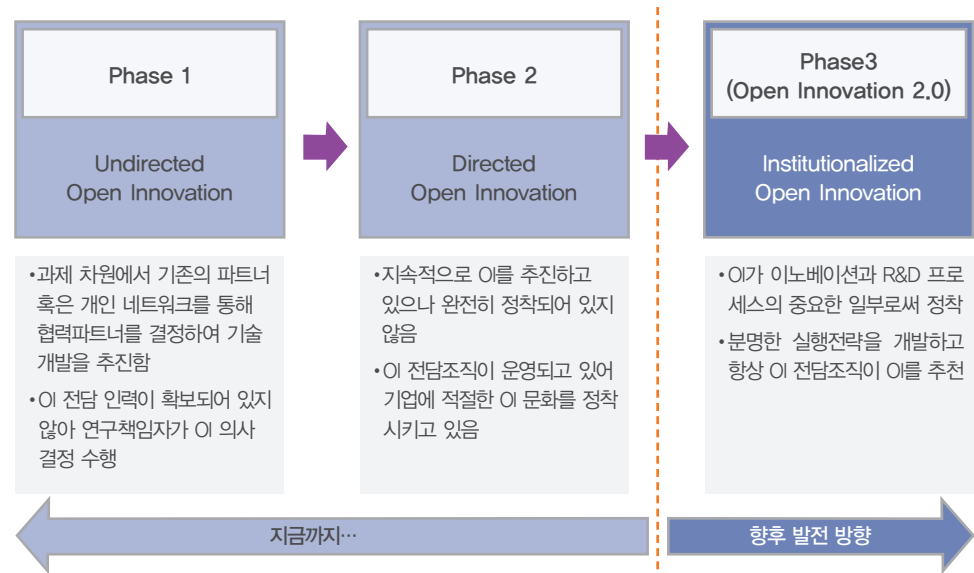 Phase 1
Undirected
Open Innovation
•과제 차원에서 기존의 파트너
혹은 개인 네트워크를 통해
협력파트너를 결정하여 기술
개발을 추진함
•OI 전담 인력이 확보되어 있지
않아 연구책임자가 OI 의사
결정 수행
Phase 2
Directed
Open Innovation
•지속적으로 OI를 추진하고
있으나 완전히 정착되어 있지
않음
•OI 전담조직이 운영되고 있어
기업에 적절한 OI 문화를 정착
시키고 있음
Phase3
(Open Innovation 2.0)
Institutionalized
Open Innovation
•OI가 이노베이션과 R&D 프로
세스의 중요한 일부로써 정착
•분명한 실행전략을 개발하고
항상 OI 전담조직이 OI를 추천
지금까지…
향후 발전 방향